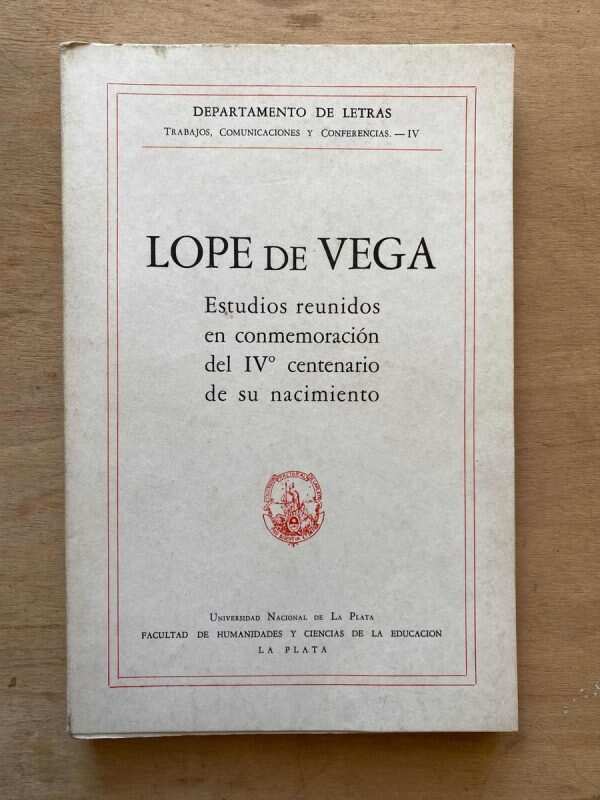 DEPARTAMENTO DE LETRAS
TRABAJOS, COMUNICACIONES Y CONFERENCIAS. — IV
LOPE DE VEGA
Estudios reunidos
en conmemoración
del IVº centenario
de su nacimiento
UNIVERSIDAD NACIONAL DE LA PLATA
FACULTAD DE HUMANIDADES Y CIENCIAS DE LA EDUCACION
LA PLATA